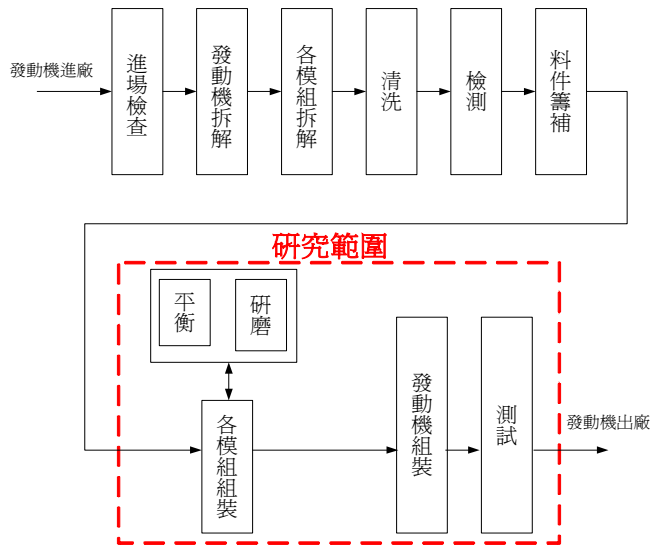 發動機進廠
進場檢查
發動機拆解
各模組拆解
清洗
檢測
料件籌補
研究範圍
平衡
研磨
各模組組裝
發動機組裝
測試
發動機出廠